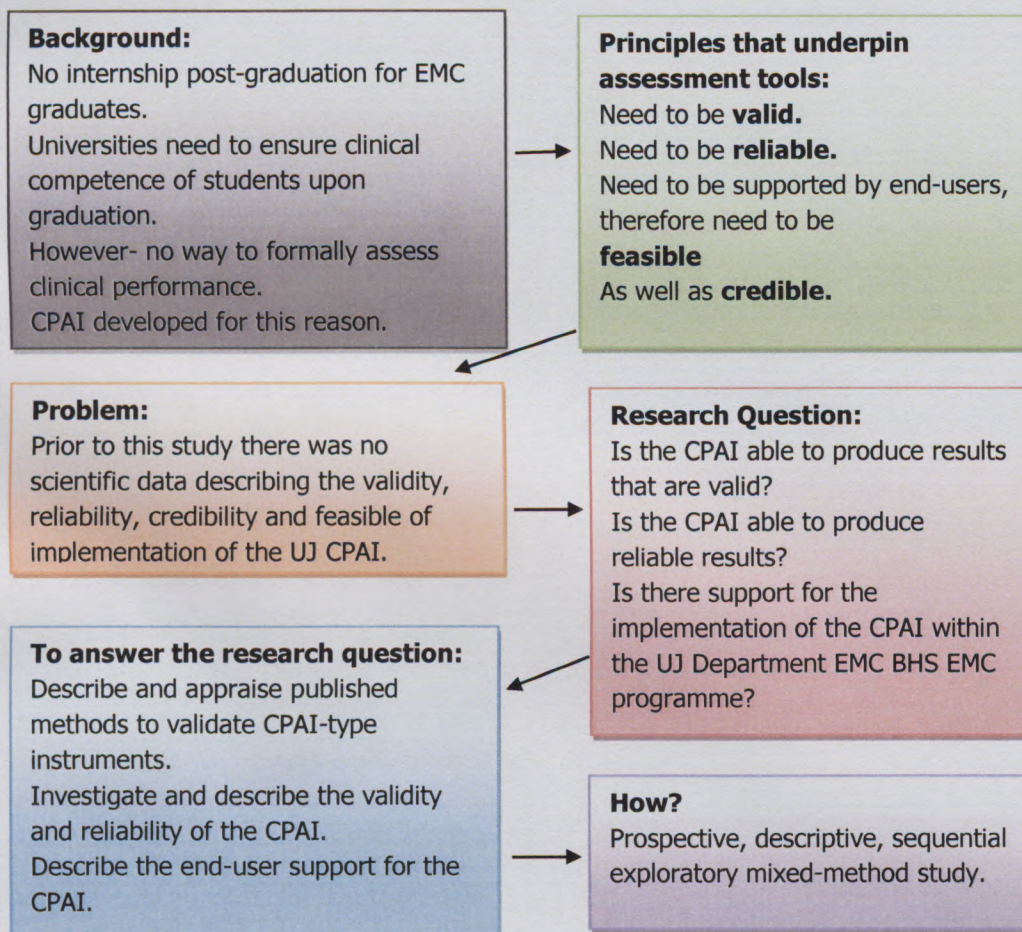 Background:
No internship post-graduation for EMC
graduates.
Universities need to ensure clinical
competence of students upon
graduation.
However- no way to formally assess
clinical performance.
CPAI developed for this reason.
Principles that underpin
assessment tools:
Need to be valid.
Need to be reliable.
Need to be supported by end-users,
therefore need to be
feasible
As well as credible.
Problem:
Prior to this study there was no
scientific data describing the validity,
reliability, credibility and feasible of
implementation of the UJ CPAI.
Research Question:
Is the CPAI able to produce results
that are valid?
Is the CPAI able to produce
reliable results?
Is there support for the
implementation of the CPAI within
the UJ Department EMC BHS EMC
programme?
To answer the research question:
Describe and appraise published
methods to validate CPAI-type
instruments.
Investigate and describe the validity
and reliability of the CPAI.
Describe the end-user support for the
CPAI.
How?
Prospective, descriptive, sequential
exploratory mixed-method study.